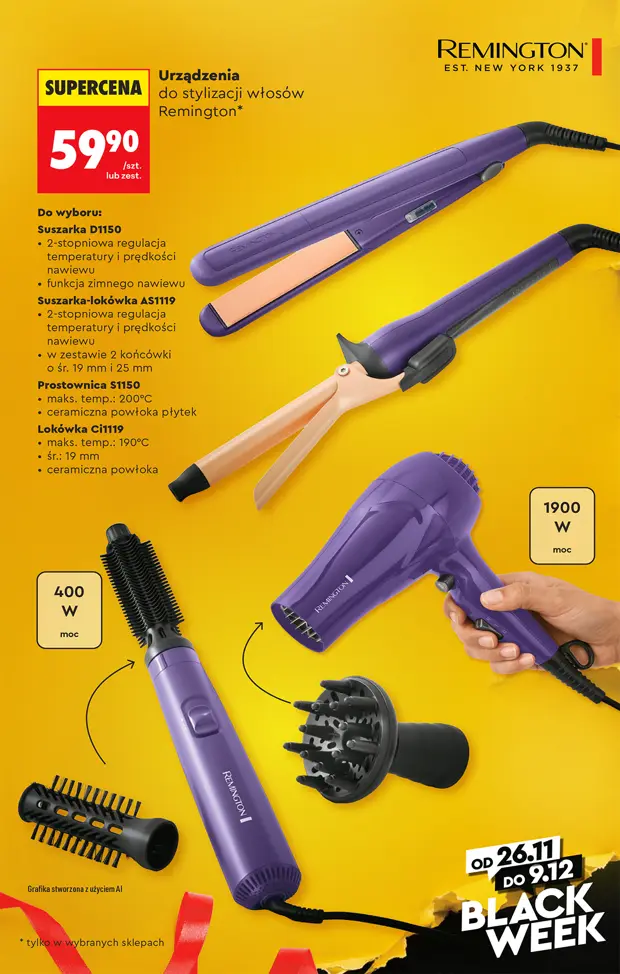 REMINGTON
EST. NEW YORK 1937
SUPERCENA
59 90
/szt.
lub zest.
Urządzenia
do stylizacji włosów
Remington*
Do wyboru:
Suszarka D1150
• 2-stopniowa regulacja
temperatury i prędkości
nawiewu
• funkcja zimnego nawiewu
Suszarka-lokówka AS1119
• 2-stopniowa regulacja
temperatury i prędkości
nawiewu
• w zestawie 2 końcówki
o śr. 19 mm i 25 mm
Prostownica S1150
• maks. temp.: 200°C
• ceramiczna powłoka płytek
Lokówka Ci1119
• maks. temp.: 190°C
• śr.: 19 mm
• ceramiczna powłoka
1900
W
moc
400
W
moc
REMINGTON
REMINGTON
Grafika stworzona z użyciem AI
OD 26.11
DO 9.12
BLACK
WEEK
* tylko w wybranych sklepach